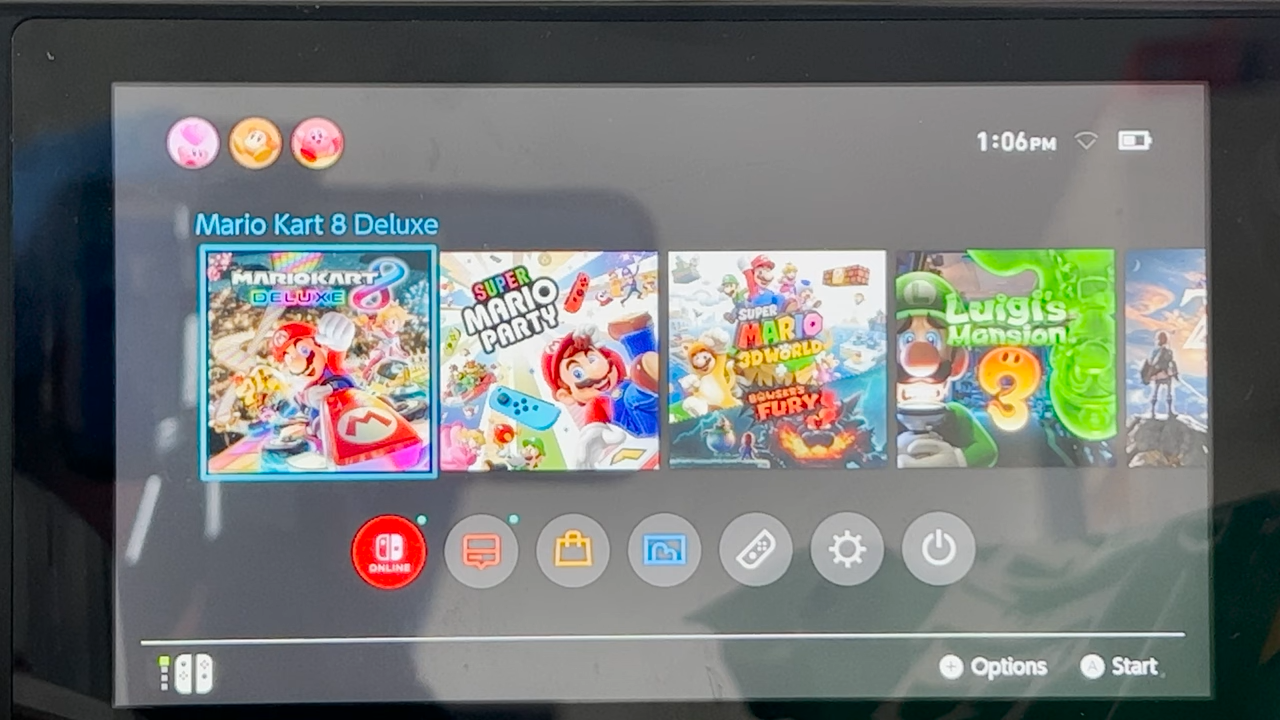 1:06PM
Mario Kart 8 Deluxe
MARIOKART 8
DELUXE
SUPER
MARIO
PARTY
SUPER
MARIO
3D WORLD
BOWSER'S
FURY
LUIGI'S
MANSION
3
ONLINE
+ Options
A Start